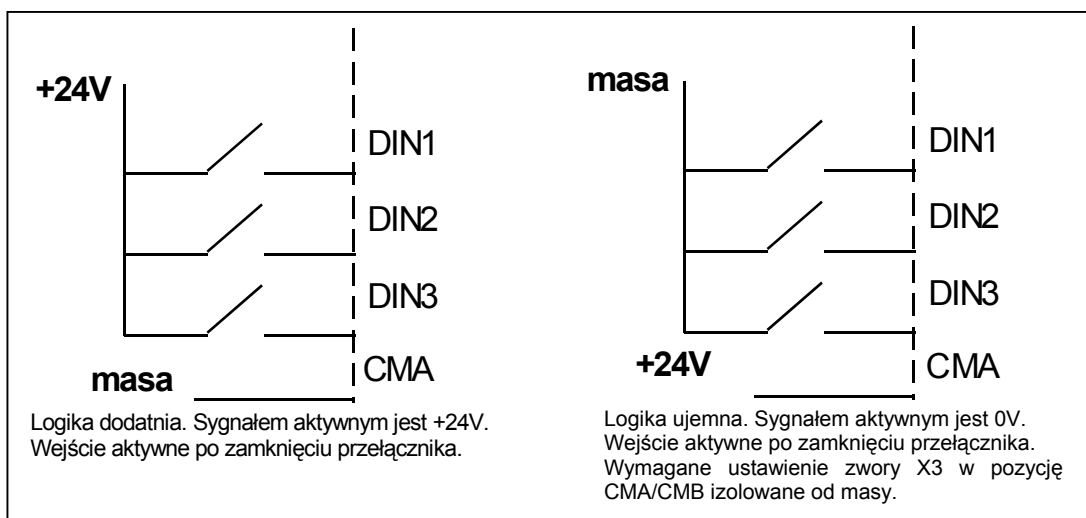 +24V
DIN1
DIN2
DIN3
masa
CMA
Logika dodatnia. Sygnałem aktywnym jest +24V.
Wejście aktywne po zamknięciu przełącznika.
masa
DIN1
DIN2
DIN3
+24V
CMA
Logika ujemna. Sygnałem aktywnym jest 0V.
Wejście aktywne po zamknięciu przełącznika.
Wymagane ustawienie zwory X3 w pozycję
CMA/CMB izolowane od masy.